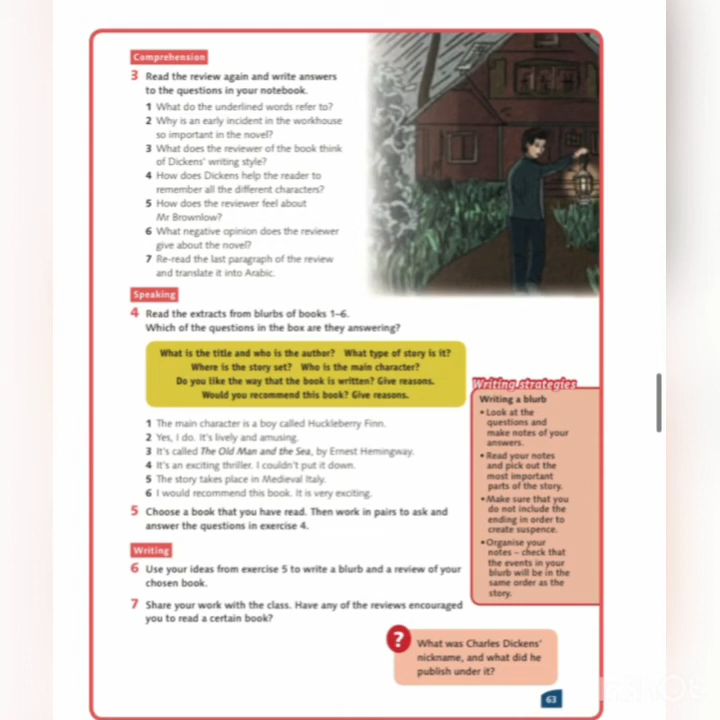 Comprehension
3 Read the review again and write answers
to the questions in your notebook.
1 What do the underlined words refer to?
2 Why is an early incident in the workhouse
so important in the novel?
3 What does the reviewer of the book think
of Dickens' writing style?
4 How does Dickens help the reader to
remember all the different characters?
5 How does the reviewer feel about
Mr Brownlow?
6 What negative opinion does the reviewer
give about the novel?
7 Re-read the last paragraph of the review
and translate it into Arabic.
Speaking
4 Read the extracts from blurbs of books 1–6.
Which of the questions in the box are they answering?
What is the title and who is the author? What type of story is it?
Where is the story set? Who is the main character?
Do you like the way that the book is written? Give reasons.
Would you recommend this book? Give reasons.
1 The main character is a boy called Huckleberry Finn.
2 Yes, I do. It's lively and amusing.
3 It's called The Old Man and the Sea, by Ernest Hemingway.
4 It's an exciting thriller. I couldn't put it down.
5 The story takes place in Medieval Italy.
6 I would recommend this book. It is very exciting.
5 Choose a book that you have read. Then work in pairs to ask and
answer the questions in exercise 4.
Writing
6 Use your ideas from exercise 5 to write a blurb and a review of your
chosen book.
7 Share your work with the class. Have any of the reviews encouraged
you to read a certain book?
Writing strategies
Writing a blurb
• Look at the
questions and
make notes of your
answers.
• Read your notes
and pick out the
most important
parts of the story.
• Make sure that you
do not include the
ending in order to
create suspence.
• Organise your
notes – check that
the events in your
blurb will be in the
same order as the
story.
? What was Charles Dickens'
nickname, and what did he
publish under it?
63